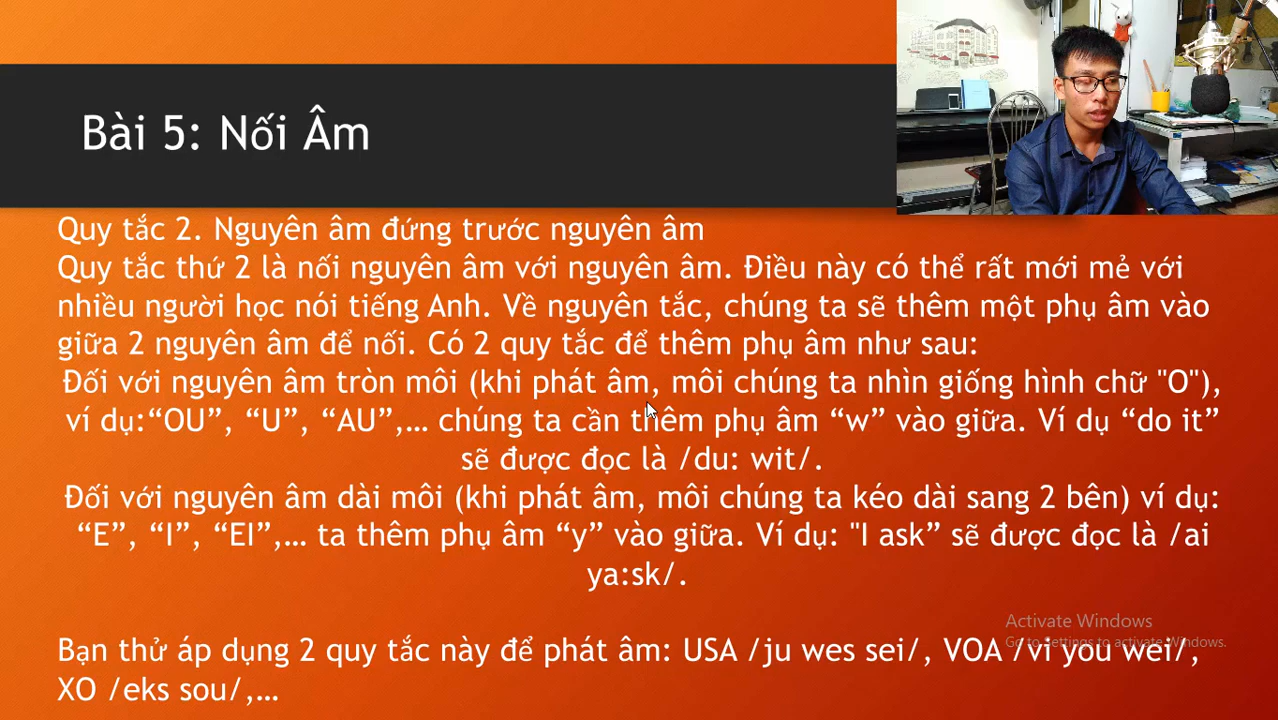 Bài 5: Nối Âm
Quy tắc 2. Nguyên âm đứng trước nguyên âm
Quy tắc thứ 2 là nối nguyên âm với nguyên âm. Điều này có thể rất mới mẻ với
nhiều người học nói tiếng Anh. Về nguyên tắc, chúng ta sẽ thêm một phụ âm vào
giữa 2 nguyên âm để nối. Có 2 quy tắc để thêm phụ âm như sau:
Đối với nguyên âm tròn môi (khi phát âm, môi chúng ta nhìn giống hình chữ "O"),
ví dụ:“OU”, “U”, “AU”,… chúng ta cần thêm phụ âm “w” vào giữa. Ví dụ “do it”
sẽ được đọc là /du: wit/.
Đối với nguyên âm dài môi (khi phát âm, môi chúng ta kéo dài sang 2 bên) ví dụ:
“E”, “I”, “EI”,… ta thêm phụ âm “y” vào giữa. Ví dụ: "I ask” sẽ được đọc là /ai
ya:sk/.
Activate Windows
Go to Settings to activate Windows.
Bạn thử áp dụng 2 quy tắc này để phát âm: USA /ju wes sei/, VOA /vi you wei/,
XO /eks sou/,…